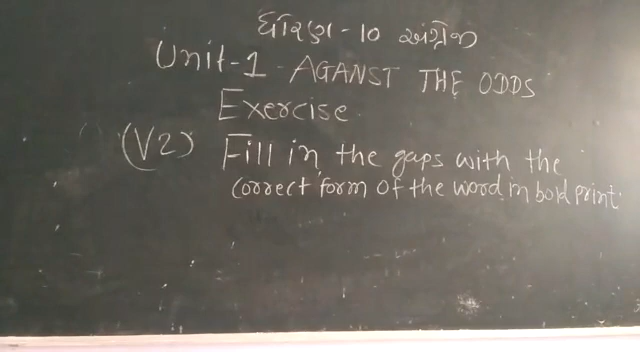 ધોરણ-10 અંગ્રેજી
Unit-1 - AGANST THE ODDS
Exercise.
(V2) Fill in the gaps with the
correct form of the word in bold print.